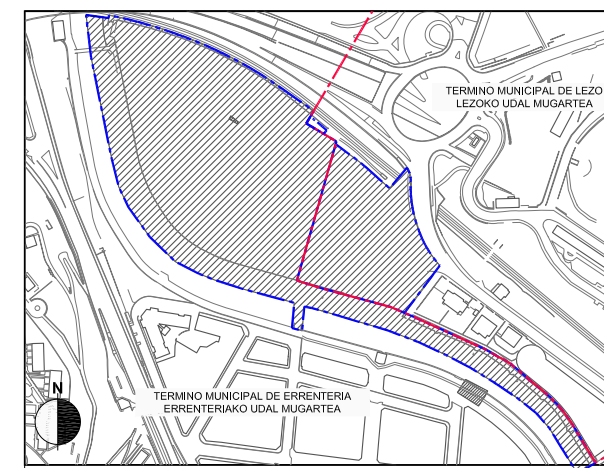 TERMINO MUNICIPAL DE LEZO
LEZOKO UDAL MUGARTEA
TERMINO MUNICIPAL DE ERRENTERIA
ERRENTERIAKO UDAL MUGARTEA
N